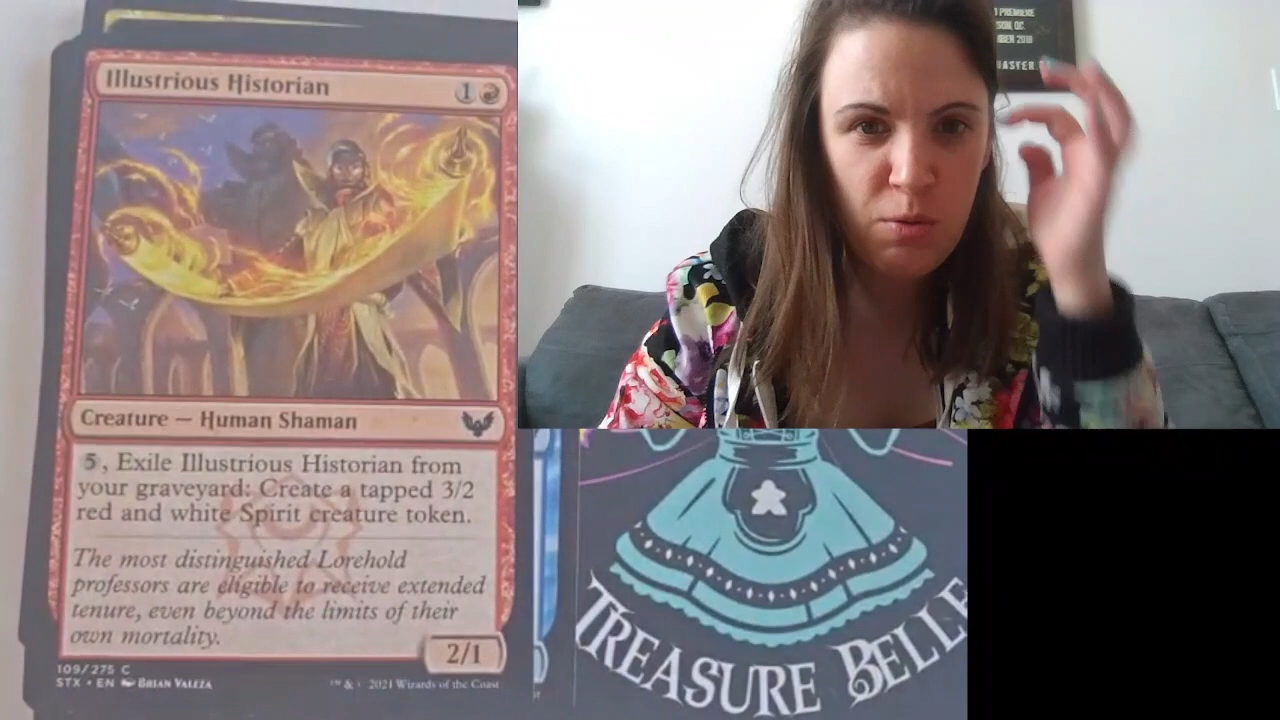 Illustrious Historian
1
Creature — Human Shaman
5, Exile Illustrious Historian from
your graveyard: Create a tapped 3/2
red and white Spirit creature token.
The most distinguished Lorehold
professors are eligible to receive extended
tenure, even beyond the limits of their
own mortality.
2/1
109/275 C
STX • EN BRIAN VALEZA
™ & 2021 Wizards of the Coast
PREMIERE
2018
TREASURE BELLE